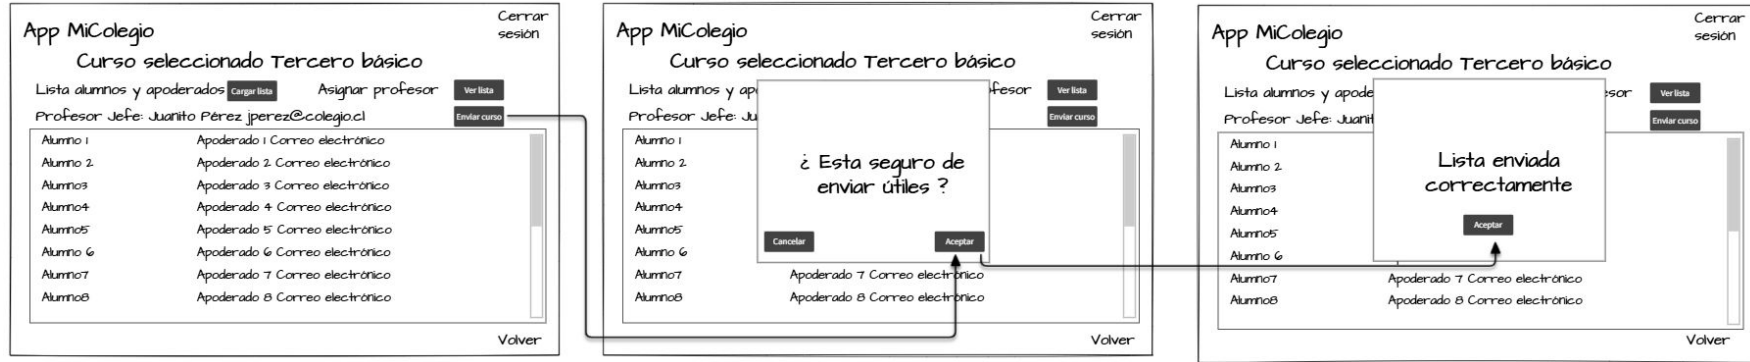 App MiColegio
Cerrar
sesión
Curso seleccionado Tercero básico
Lista alumnos y apoderados Cargar lista Asignar profesor Ver lista
Profesor Jefe: Juanito Pérez jperez@colegio.cl Enviar curso
Alumno 1 Apoderado 1 Correo electrónico
Alumno 2 Apoderado 2 Correo electrónico
Alumno3 Apoderado 3 Correo electrónico
Alumno4 Apoderado 4 Correo electrónico
Alumno5 Apoderado 5 Correo electrónico
Alumno 6 Apoderado 6 Correo electrónico
Alumno7 Apoderado 7 Correo electrónico
Alumno8 Apoderado 8 Correo electrónico
Volver
App MiColegio
Cerrar
sesión
Curso seleccionado Tercero básico
Lista alumnos y ap ofesor Ver lista
Profesor Jefe: Ju Enviar curso
¿ Esta seguro de
enviar útiles ?
Cancelar Aceptar
Alumno 1
Alumno 2
Alumno3
Alumno4
Alumno5
Alumno 6
Alumno7 Apoderado 7 Correo electrónico
Alumno8 Apoderado 8 Correo electrónico
Volver
App MiColegio
Cerrar
sesión
Curso seleccionado Tercero básico
Lista alumnos y apode sor Ver lista
Profesor Jefe: Juanit Enviar curso
Lista enviada
correctamente
Aceptar
Alumno 1
Alumno 2
Alumno3
Alumno4
Alumno5
Alumno 6
Alumno7 Apoderado 7 Correo electrónico
Alumno8 Apoderado 8 Correo electrónico
Volver